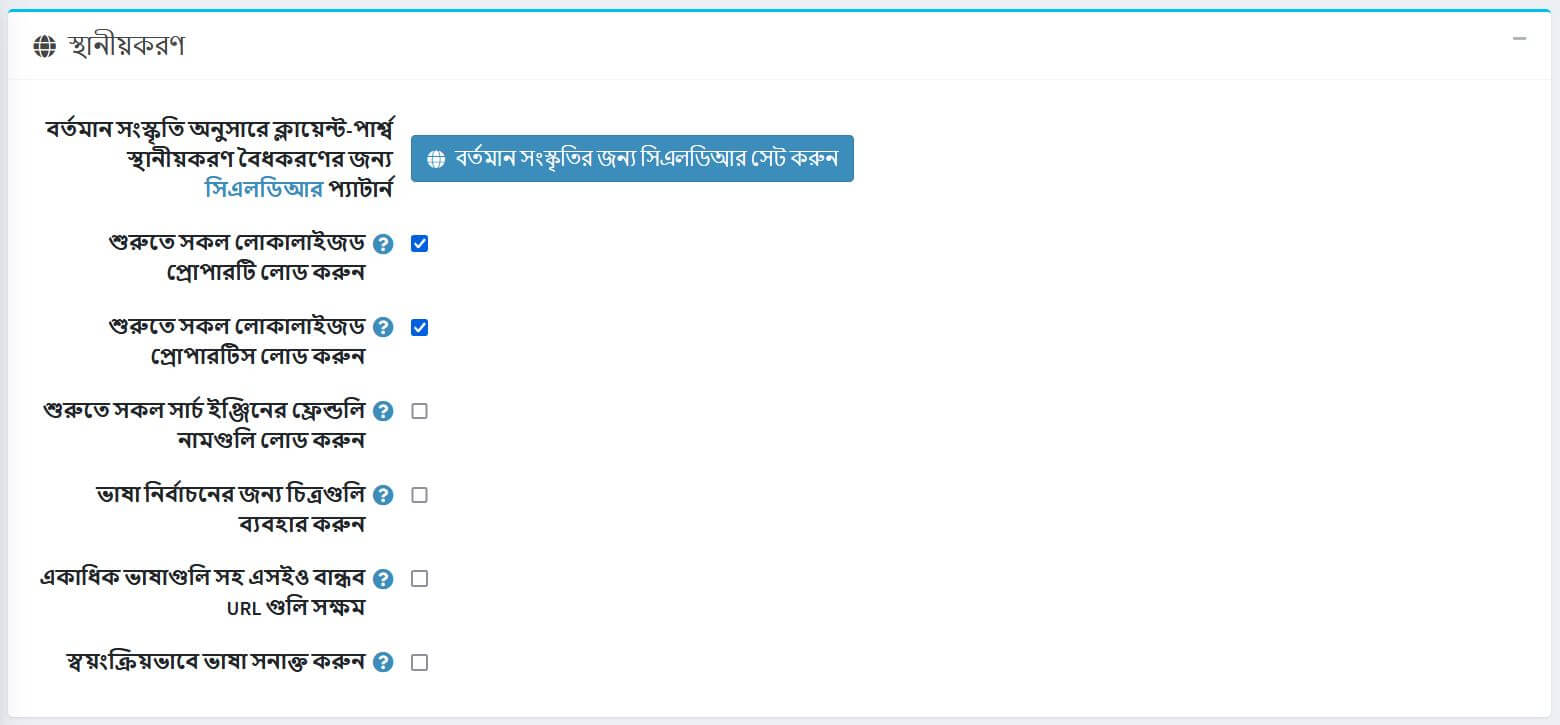 স্থানীয়করণ
বর্তমান সংস্কৃতি অনুসারে ক্লায়েন্ট-পার্শ্ব
স্থানীয়করণ বৈধকরণের জন্য
সিএলডিআর প্যাটার্ন
বর্তমান সংস্কৃতির জন্য সিএলডিআর সেট করুন
শুরুতে সকল লোকালাইজড
প্রোপারটি লোড করুন
শুরুতে সকল লোকালাইজড
প্রোপারটিস লোড করুন
শুরুতে সকল সার্চ ইঞ্জিনের ফ্রেন্ডলি
নামগুলি লোড করুন
ভাষা নির্বাচনের জন্য চিত্রগুলি
ব্যবহার করুন
একাধিক ভাষাগুলি সহ এসইও বান্ধব
URL গুলি সক্ষম
স্বয়ংক্রিয়ভাবে ভাষা সনাক্ত করুন